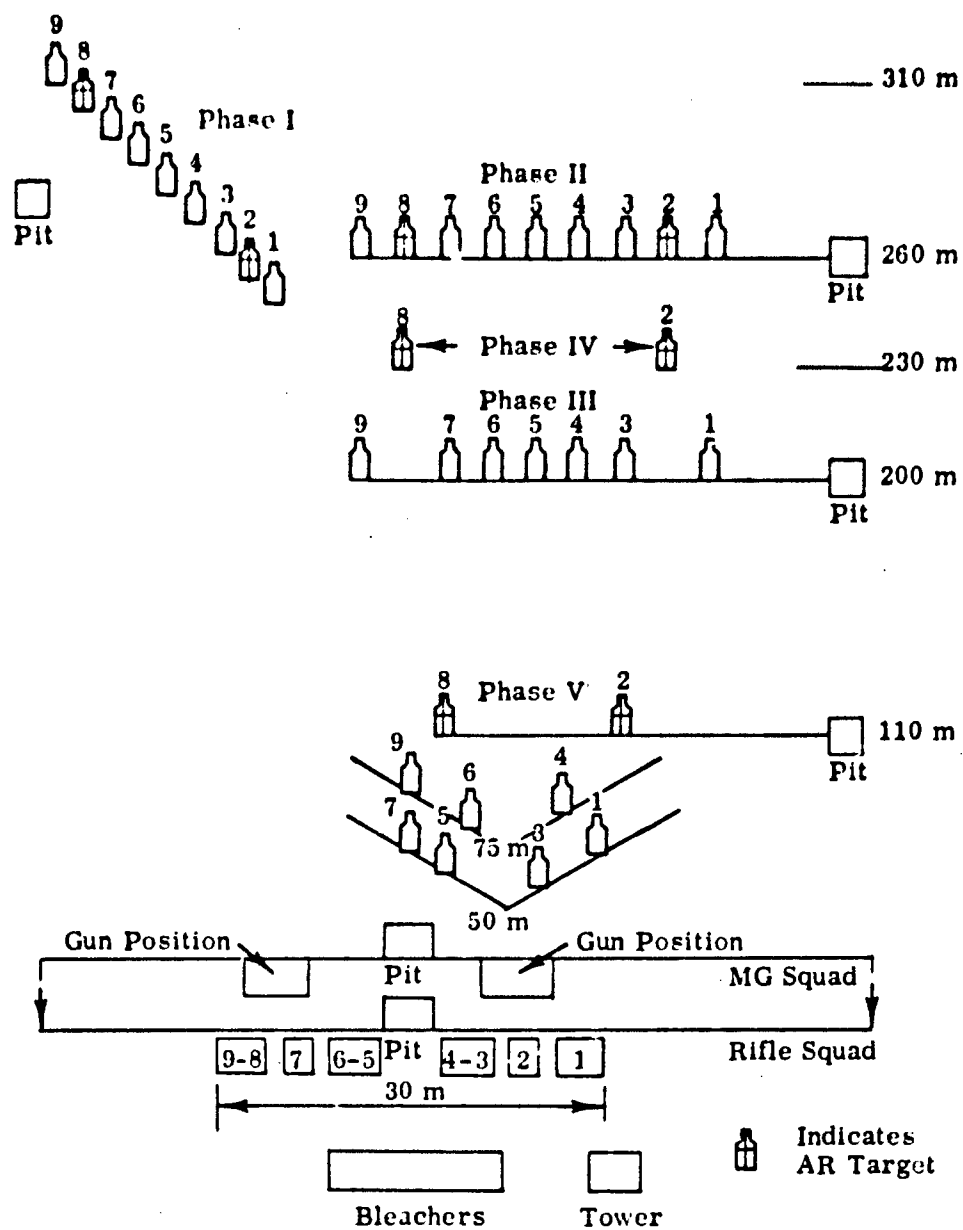 9
8
7
6
5
4
3
2
1
Phase I
310 m
Pit
Phase II
9 8 7 6 5 4 3 2 1
260 m
Pit
8 2
Phase IV
230 m
Phase III
9 7 6 5 4 3 1
200 m
Pit
8 Phase V 2
110 m
Pit
9 6 4
7 5 3 1
75 m
50 m
Gun Position Gun Position
Pit MG Squad
Pit Rifle Squad
9-8 7 6-5 4-3 2 1
30 m
Indicates
AR Target
Bleachers Tower